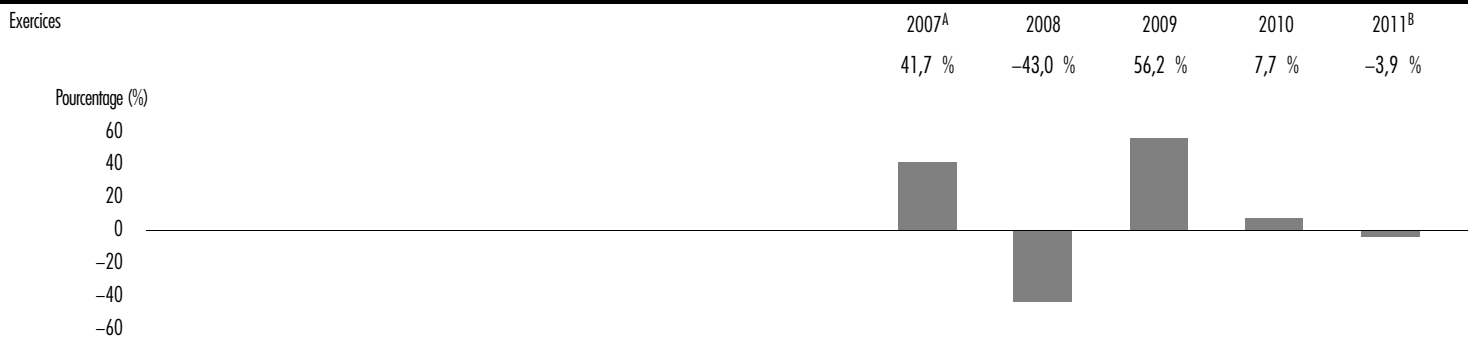 Exercices 2007A 2008 2009 2010 2011B
41,7 % –43,0 % 56,2 % 7,7 % –3,9 %
Pourcentage (%)
60
40
20
0
–20
–40
–60